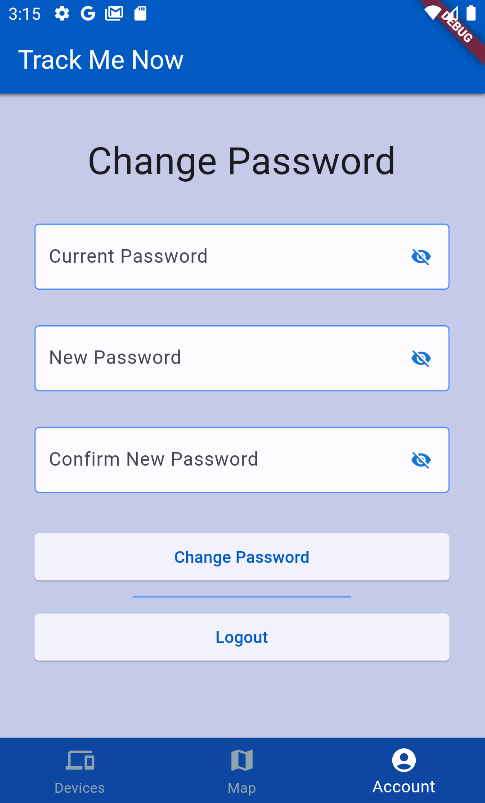 3:15
DEBUG
Track Me Now
Change Password
Current Password
New Password
Confirm New Password
Change Password
Logout
Devices
Map
Account